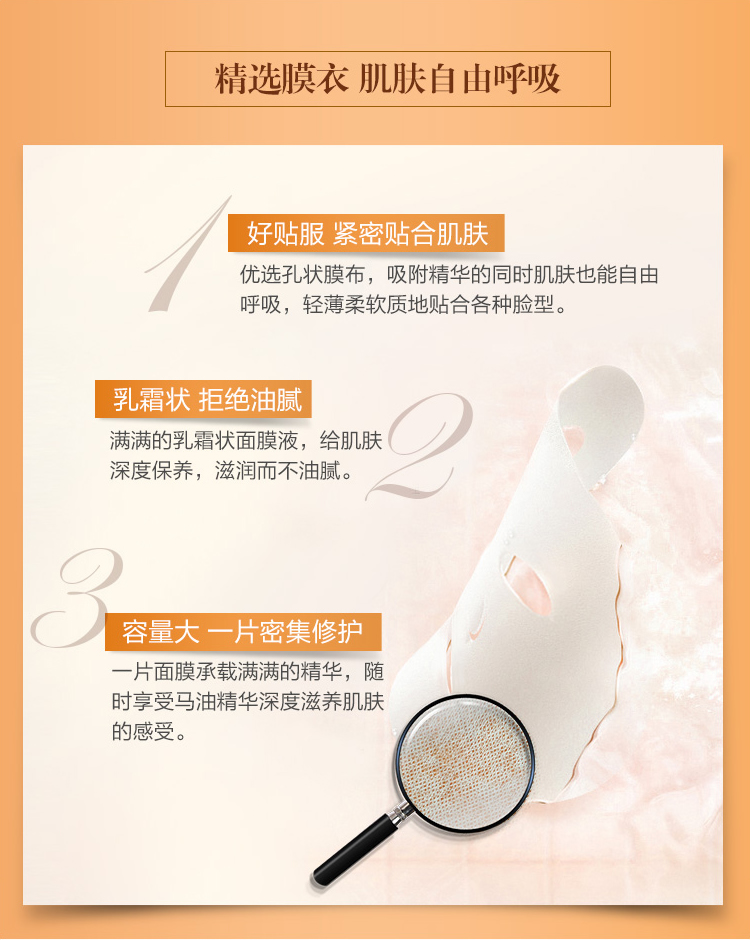 精选膜衣 肌肤自由呼吸
1
好贴服 紧密贴合肌肤
优选孔状膜布，吸附精华的同时肌肤也能自由
呼吸，轻薄柔软质地贴合各种脸型。
乳霜状 拒绝油腻
2
满满的乳霜状面膜液，给肌肤
深度保养，滋润而不油腻。
3
容量大 一片密集修护
一片面膜承载满满的精华，随
时享受马油精华深度滋养肌肤
的感受。